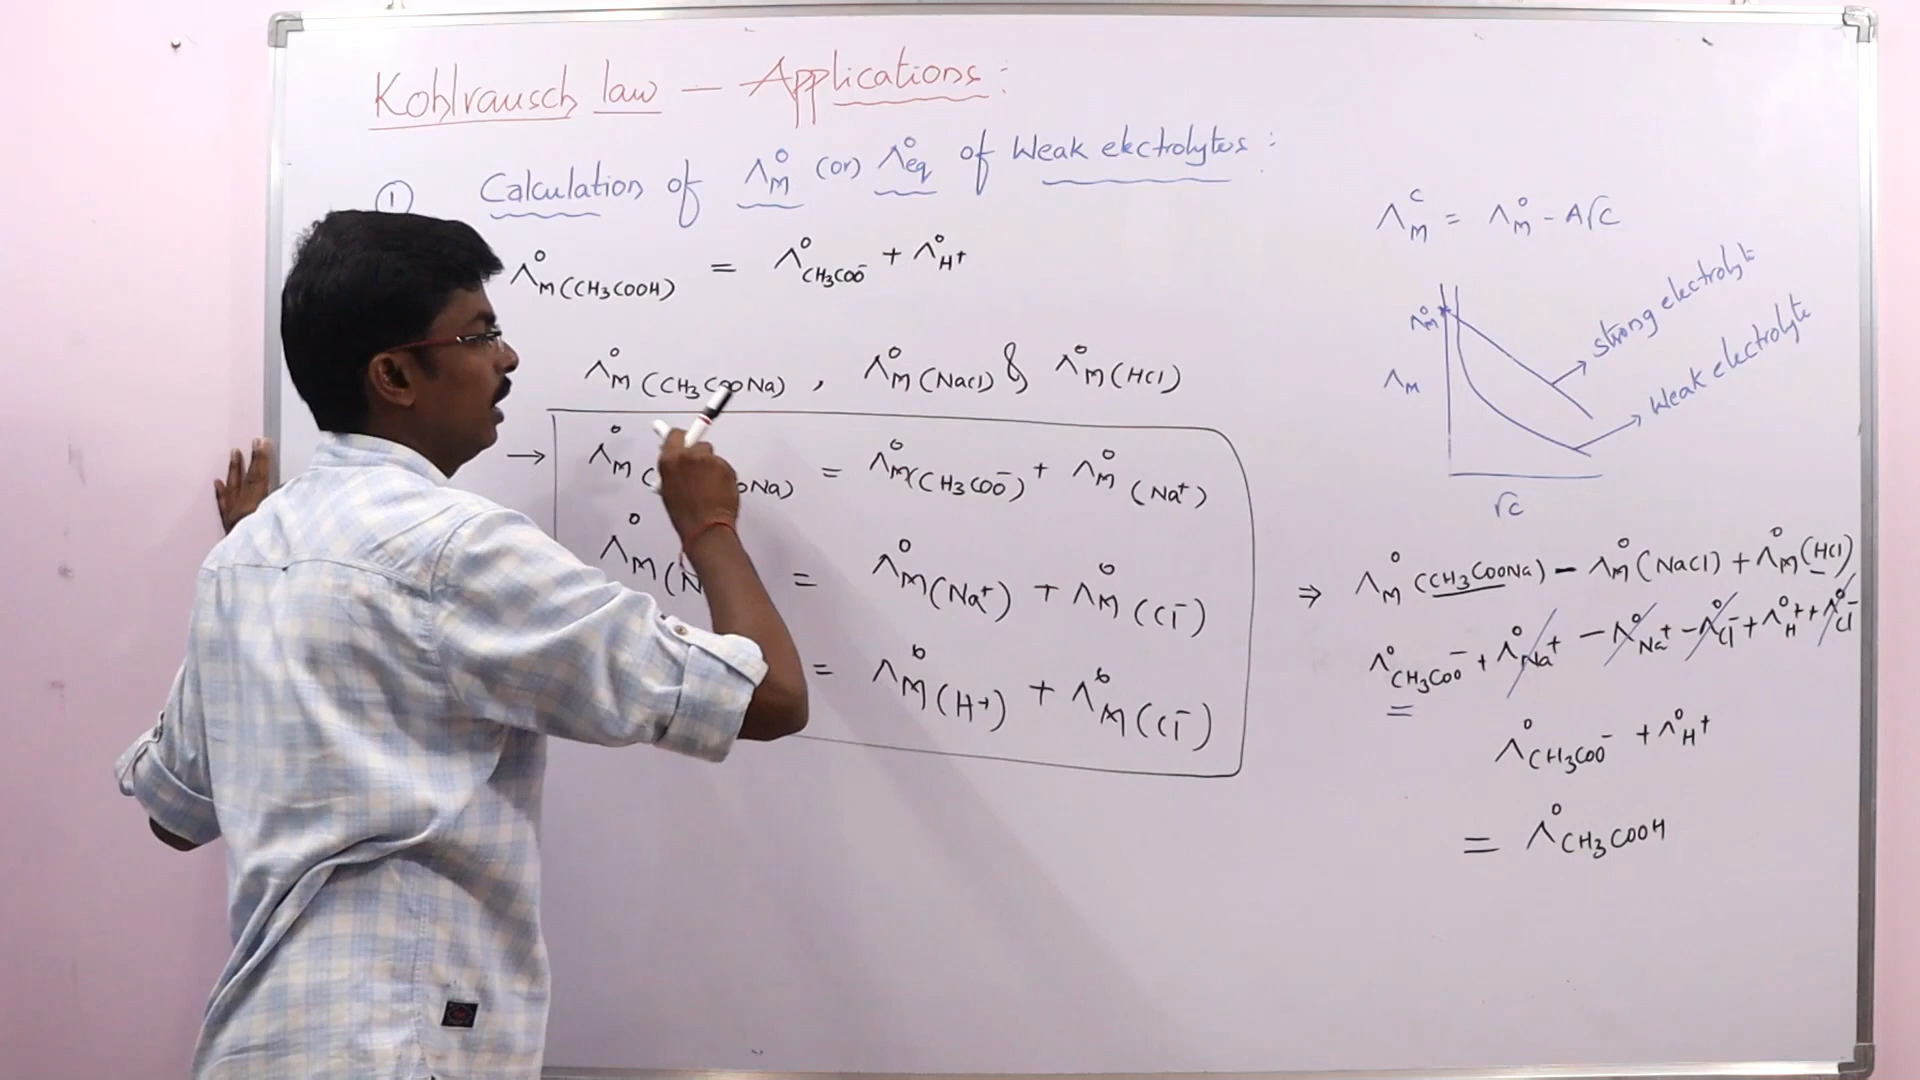 Kohlrausch law – Applications:
① Calculation of Λ°M (or) Λ°eq of Weak electrolytes:
Λ°M(CH3COOH) = Λ°CH3COO⁻ + Λ°H⁺
Λ°M(CH3COONa), Λ°M(NaCl) & Λ°M(HCl)
→ Λ°M( oNa) = Λ°M(CH3COO⁻) + Λ°M(Na⁺)
Λ°M(N = Λ°M(Na⁺) + Λ°M(Cl⁻)
= Λ°M(H⁺) + Λ°M(Cl⁻)
ΛᶜM = Λ°M - A√C
Λ°M
strong electrolyte
ΛM
Weak electrolyte
√C
⇒ Λ°M(CH3COONa) – Λ°M(NaCl) + Λ°M(HCl)
Λ°CH3COO⁻ + Λ°Na⁺ – Λ°Na⁺ – Λ°Cl⁻ + Λ°H⁺ + Λ°Cl⁻
=
Λ°CH3COO⁻ + Λ°H⁺
= Λ°CH3COOH